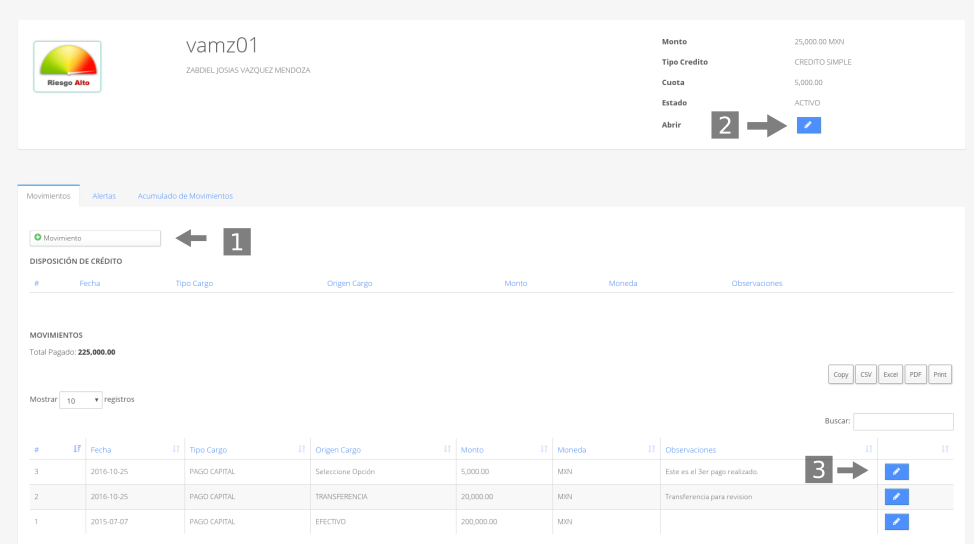 Riesgo Alto
vamz01
ZABDIEL JOSIAS VAZQUEZ MENDOZA
Monto 25,000.00 MXN
Tipo Credito CREDITO SIMPLE
Cuota 5,000.00
Estado ACTIVO
Abrir 2
Movimientos Alertas Acumulado de Movimientos
Movimiento 1
DISPOSICIÓN DE CRÉDITO
# Fecha Tipo Cargo Origen Cargo Monto Moneda Observaciones
MOVIMIENTOS
Total Pagado: 225,000.00
Copy CSV Excel PDF Print
Mostrar 10 registros
Buscar:
# Fecha Tipo Cargo Origen Cargo Monto Moneda Observaciones
3 2016-10-25 PAGO CAPITAL Seleccione Opción 5,000.00 MXN Este es el 3er pago realizado. 3
2 2016-10-25 PAGO CAPITAL TRANSFERENCIA 20,000.00 MXN Transferencia para revision
1 2015-07-07 PAGO CAPITAL EFECTIVO 200,000.00 MXN